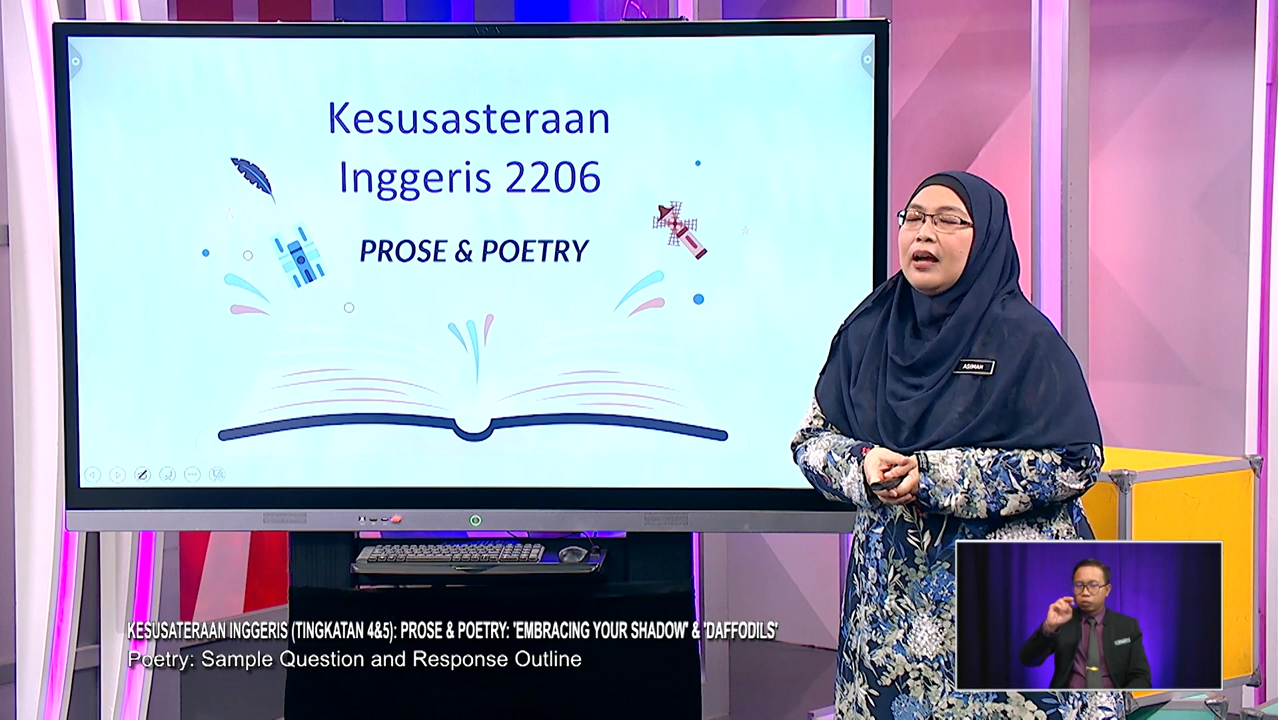 Kesusasteraan
Inggeris 2206
PROSE & POETRY
ASIMAH
KESUSATERAAN INGGERIS (TINGKATAN 4&5): PROSE & POETRY: 'EMBRACING YOUR SHADOW' & 'DAFFODILS'
Poetry: Sample Question and Response Outline